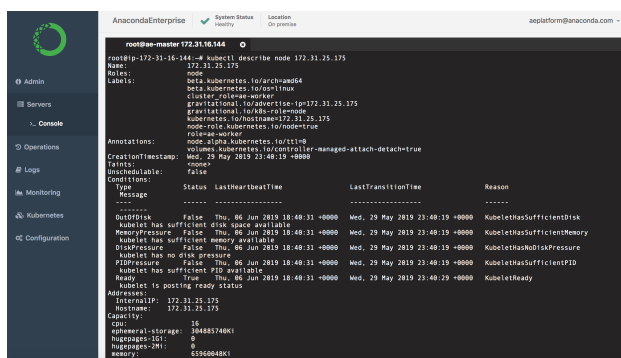 AnacondaEnterprise
System Status
Healthy
Location
On premise
aeplatform@anaconda.com
Admin
Servers
Console
Operations
Logs
Monitoring
Kubernetes
Configuration
root@ae-master 172.31.16.144
root@ip-172-31-16-144:~# kubectl describe node 172.31.25.175
Name: 172.31.25.175
Roles: node
Labels: beta.kubernetes.io/arch=amd64
beta.kubernetes.io/os=linux
cluster_role=ae-worker
gravitational.io/advertise-ip=172.31.25.175
gravitational.io/k8s-role=node
kubernetes.io/hostname=172.31.25.175
node-role.kubernetes.io/node=true
role=ae-worker
Annotations: node.alpha.kubernetes.io/ttl=0
volumes.kubernetes.io/controller-managed-attach-detach=true
CreationTimestamp: Wed, 29 May 2019 23:40:19 +0000
Taints: <none>
Unschedulable: false
Conditions:
Type Status LastHeartbeatTime LastTransitionTime Reason
Message
---- ------ ----------------- ------------------ ------
-------
OutOfDisk False Thu, 06 Jun 2019 18:40:31 +0000 Wed, 29 May 2019 23:40:19 +0000 KubeletHasSufficientDisk
kubelet has sufficient disk space available
MemoryPressure False Thu, 06 Jun 2019 18:40:31 +0000 Wed, 29 May 2019 23:40:19 +0000 KubeletHasSufficientMemory
kubelet has sufficient memory available
DiskPressure False Thu, 06 Jun 2019 18:40:31 +0000 Wed, 29 May 2019 23:40:19 +0000 KubeletHasNoDiskPressure
kubelet has no disk pressure
PIDPressure False Thu, 06 Jun 2019 18:40:31 +0000 Wed, 29 May 2019 23:40:19 +0000 KubeletHasSufficientPID
kubelet has sufficient PID available
Ready True Thu, 06 Jun 2019 18:40:31 +0000 Wed, 29 May 2019 23:40:29 +0000 KubeletReady
kubelet is posting ready status
Addresses:
InternalIP: 172.31.25.175
Hostname: 172.31.25.175
Capacity:
cpu: 16
ephemeral-storage: 304885740Ki
hugepages-1Gi: 0
hugepages-2Mi: 0
memory: 65960048Ki